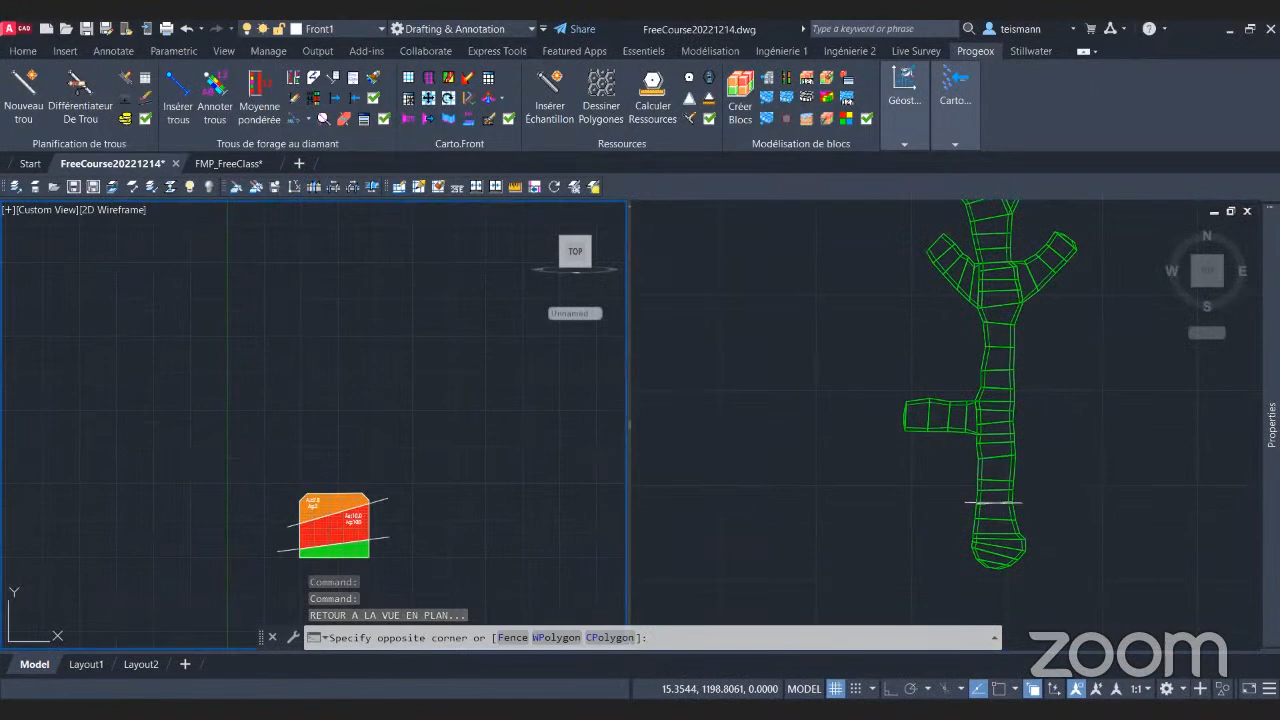 A CAD Front1 Drafting & Annotation Share FreeCourse20221214.dwg Type a keyword or phrase teismann
Home Insert Annotate Parametric View Manage Output Add-ins Collaborate Express Tools Featured Apps Essentiels Modélisation Ingénierie 1 Ingénierie 2 Live Survey Progeox Stillwater
Nouveau trou
Différentiateur De Trou
Insérer trous
Annoter trous
Moyenne pondérée
Insérer Échantillon
Dessiner Polygones
Calculer Ressources
Créer Blocs
Géost...
Carto...
Planification de trous Trous de forage au diamant Carto.Front Ressources Modélisation de blocs
Start FreeCourse20221214* FMP_FreeClass*
[+][Custom View][2D Wireframe]
TOP
Unnamed
N
W E
S
Properties
Y
X
Command:
Command:
RETOUR A LA VUE EN PLAN...
Specify opposite corner or [Fence WPolygon CPolygon]:
zoom
Model Layout1 Layout2
15.3544, 1198.8061, 0.0000 MODEL 1:1